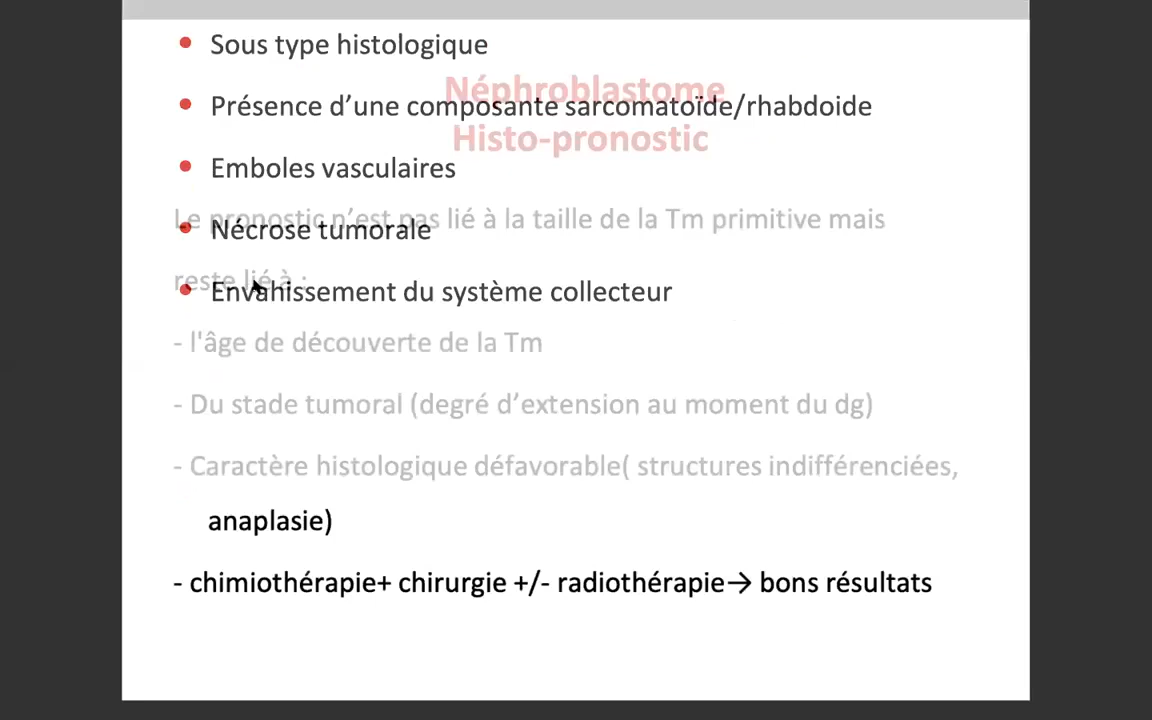 Sous type histologique
Néphroblastome
Présence d’une composante sarcomatoïde/rhabdoide
Histo-pronostic
Emboles vasculaires
Le pronostic n’est pas lié à la taille de la Tm primitive mais
Nécrose tumorale
reste lié à :
Envahissement du système collecteur
- l'âge de découverte de la Tm
- Du stade tumoral (degré d’extension au moment du dg)
- Caractère histologique défavorable( structures indifférenciées,
anaplasie)
- chimiothérapie+ chirurgie +/- radiothérapie→ bons résultats